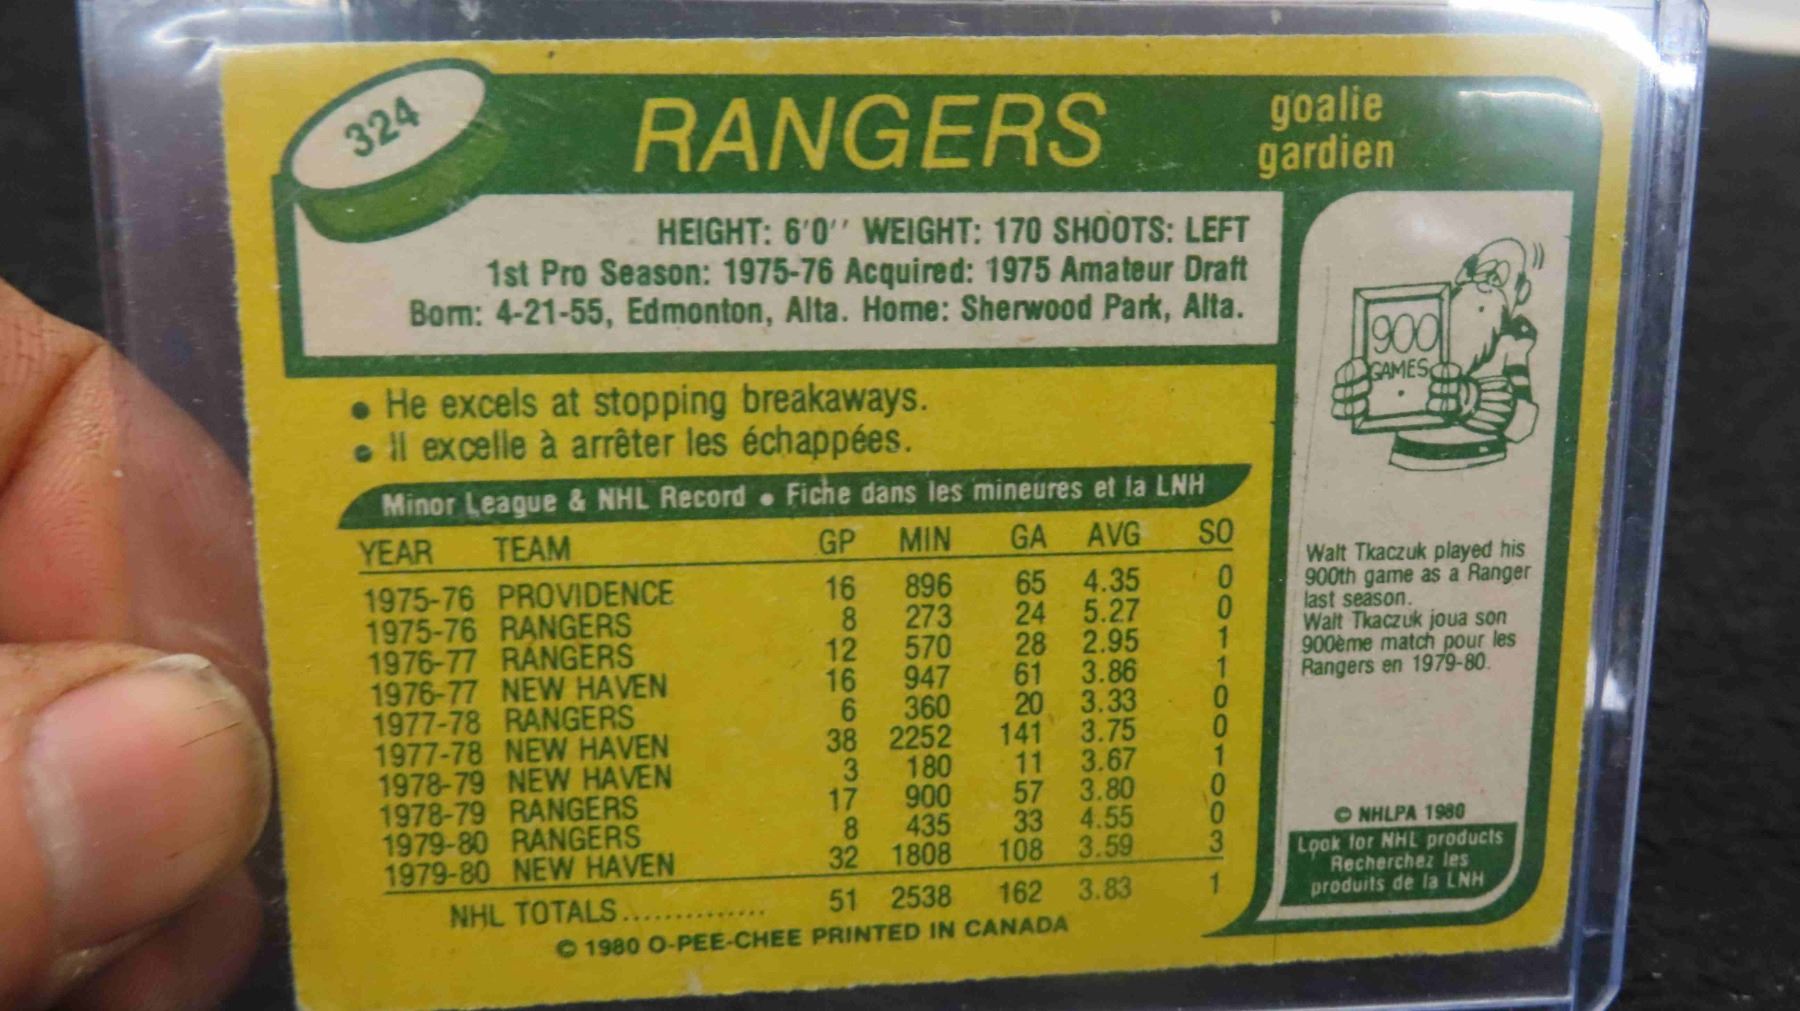 324
RANGERS
goalie
gardien
HEIGHT: 6'0'' WEIGHT: 170 SHOOTS: LEFT
1st Pro Season: 1975-76 Acquired: 1975 Amateur Draft
Born: 4-21-55, Edmonton, Alta. Home: Sherwood Park, Alta.
• He excels at stopping breakaways.
• Il excelle à arrêter les échappées.
Minor League & NHL Record • Fiche dans les mineures et la LNH
YEAR TEAM GP MIN GA AVG SO
1975-76 PROVIDENCE 16 896 65 4.35 0
1975-76 RANGERS 8 273 24 5.27 0
1976-77 RANGERS 12 570 28 2.95 1
1976-77 NEW HAVEN 16 947 61 3.86 1
1977-78 RANGERS 6 360 20 3.33 0
1977-78 NEW HAVEN 38 2252 141 3.75 0
1978-79 NEW HAVEN 3 180 11 3.67 1
1978-79 RANGERS 17 900 57 3.80 0
1979-80 RANGERS 8 435 33 4.55 0
1979-80 NEW HAVEN 32 1808 108 3.59 3
NHL TOTALS.............. 51 2538 162 3.83 1
© 1980 O-PEE-CHEE PRINTED IN CANADA
900
GAMES
Walt Tkaczuk played his
900th game as a Ranger
last season.
Walt Tkaczuk joua son
900ème match pour les
Rangers en 1979-80.
© NHLPA 1980
Look for NHL products
Recherchez les
produits de la LNH